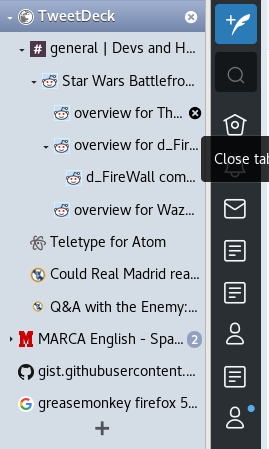 TweetDeck
general | Devs and H...
Star Wars Battlefro...
overview for Th...
overview for d_Fir...
d_FireWall com...
overview for Waz...
Teletype for Atom
Could Real Madrid rea...
Q&A with the Enemy:...
MARCA English - Spa... 2
gist.githubusercontent....
greasemonkey firefox 5...
Close tab